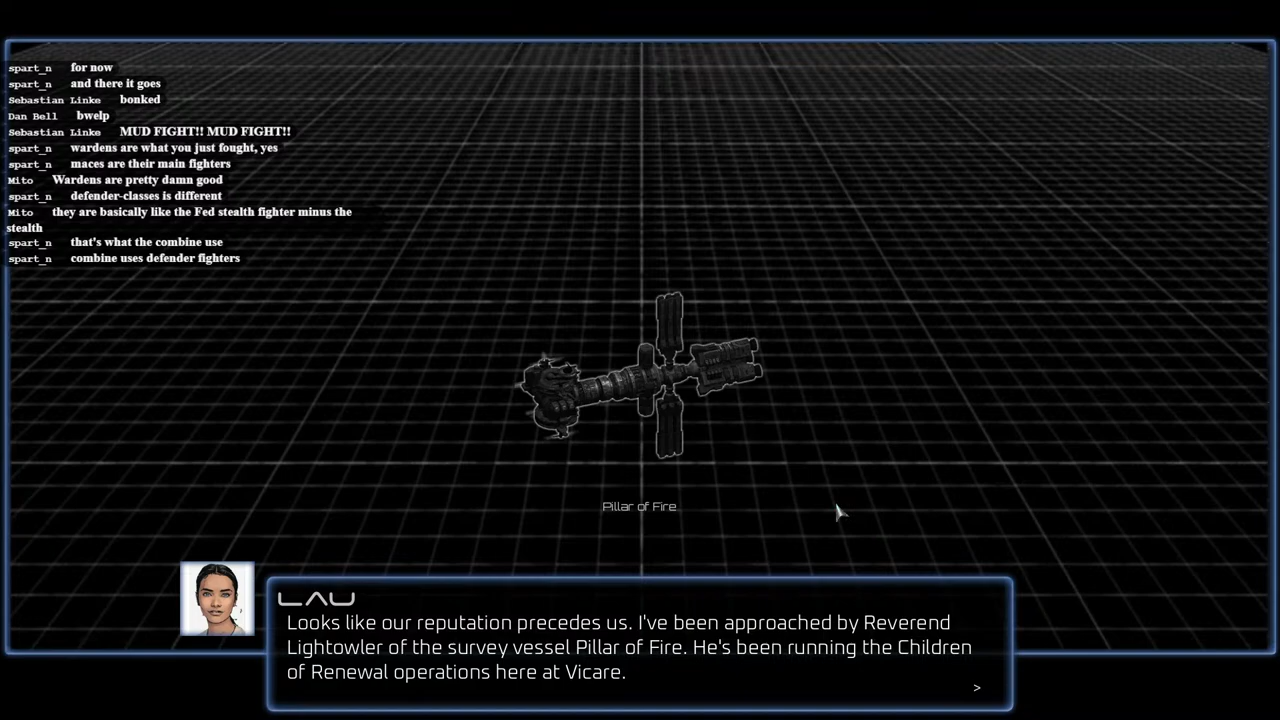 spart_n for now
spart_n and there it goes
Sebastian Linke bonked
Dan Bell bwelp
Sebastian Linke MUD FIGHT!! MUD FIGHT!!
spart_n wardens are what you just fought, yes
spart_n maces are their main fighters
Mito Wardens are pretty damn good
spart_n defender-classes is different
Mito they are basically like the Fed stealth fighter minus the
stealth
spart_n that's what the combine use
spart_n combine uses defender fighters
Pillar of Fire
LAU
Looks like our reputation precedes us. I've been approached by Reverend
Lightowler of the survey vessel Pillar of Fire. He's been running the Children
of Renewal operations here at Vicare.
>